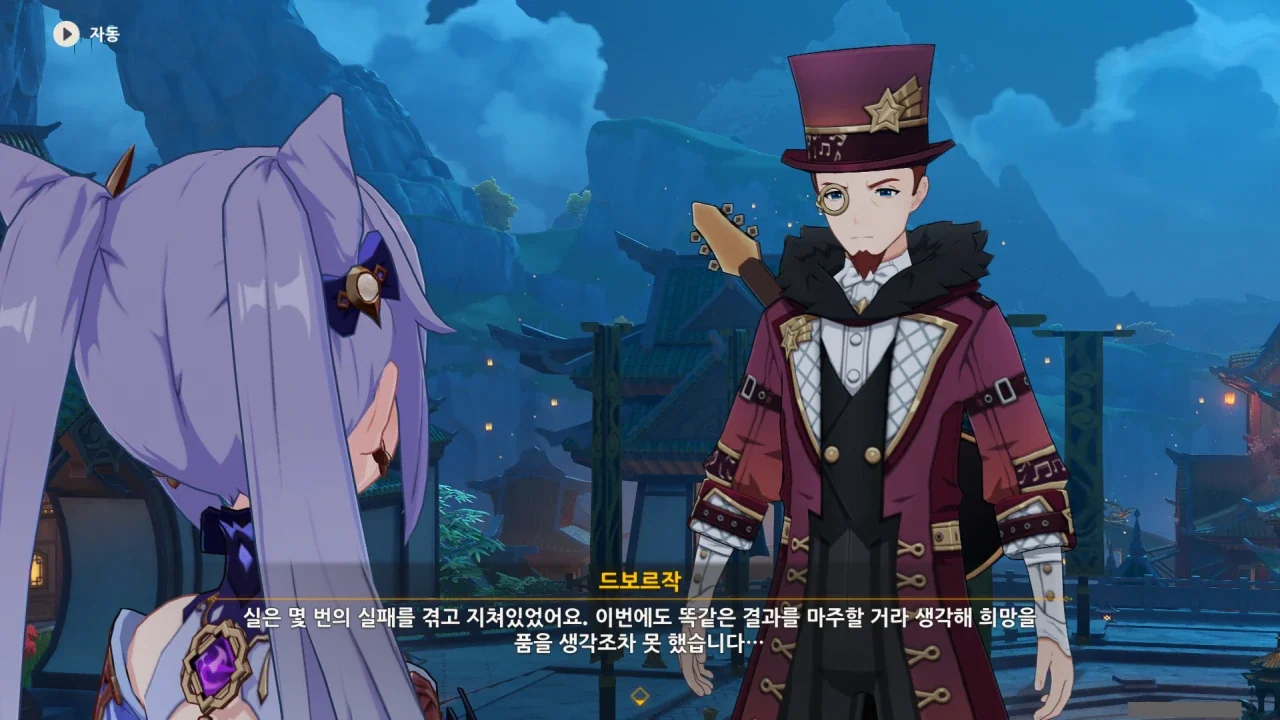 자동
드보르작
실은 몇 번의 실패를 겪고 지쳐있었어요. 이번에도 똑같은 결과를 마주할 거라 생각해 희망을
품을 생각조차 못 했습니다…